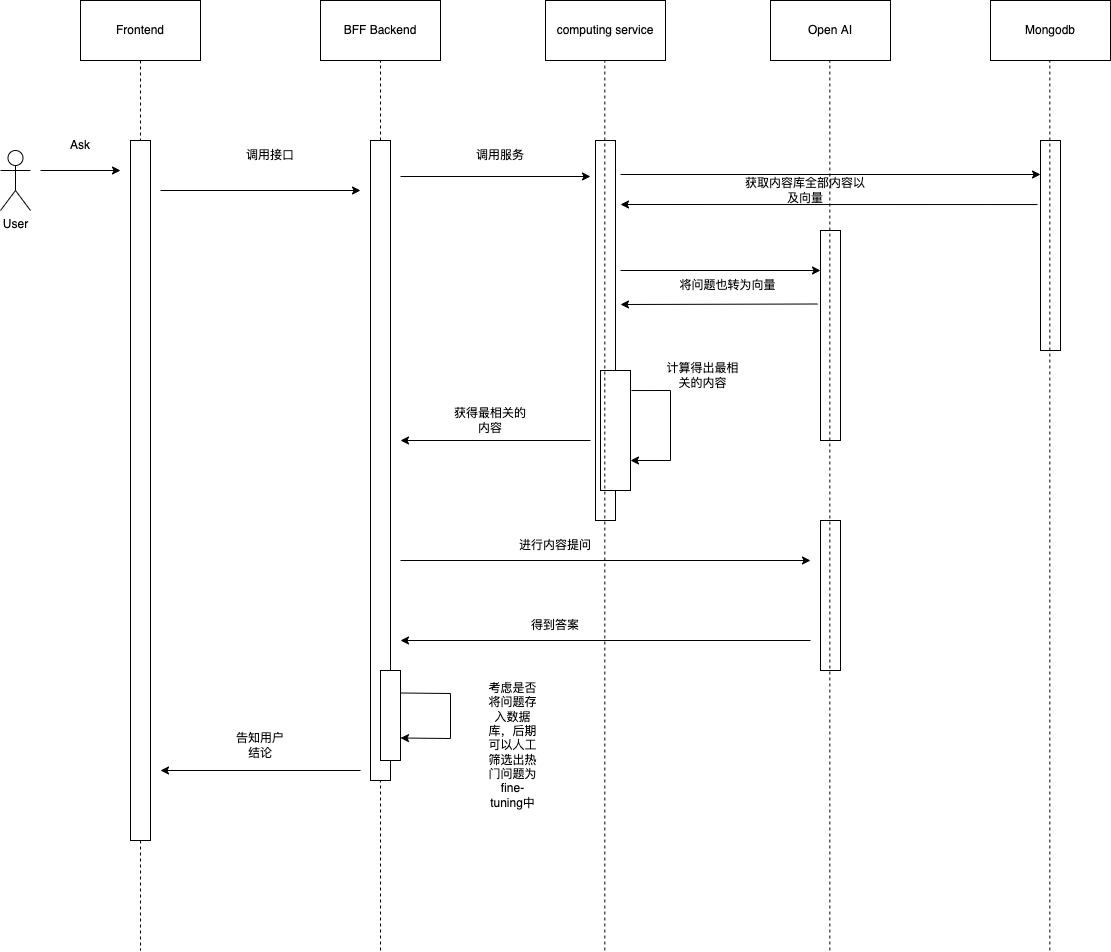 Frontend
BFF Backend
computing service
Open AI
Mongodb
Ask
调用接口
调用服务
获取内容库全部内容以
及向量
User
将问题也转为向量
计算得出最相
关的内容
获得最相关的
内容
进行内容提问
得到答案
考虑是否
将问题存
入数据
库，后期
可以人工
筛选出热
门问题为
fine-
tuning中
告知用户
结论